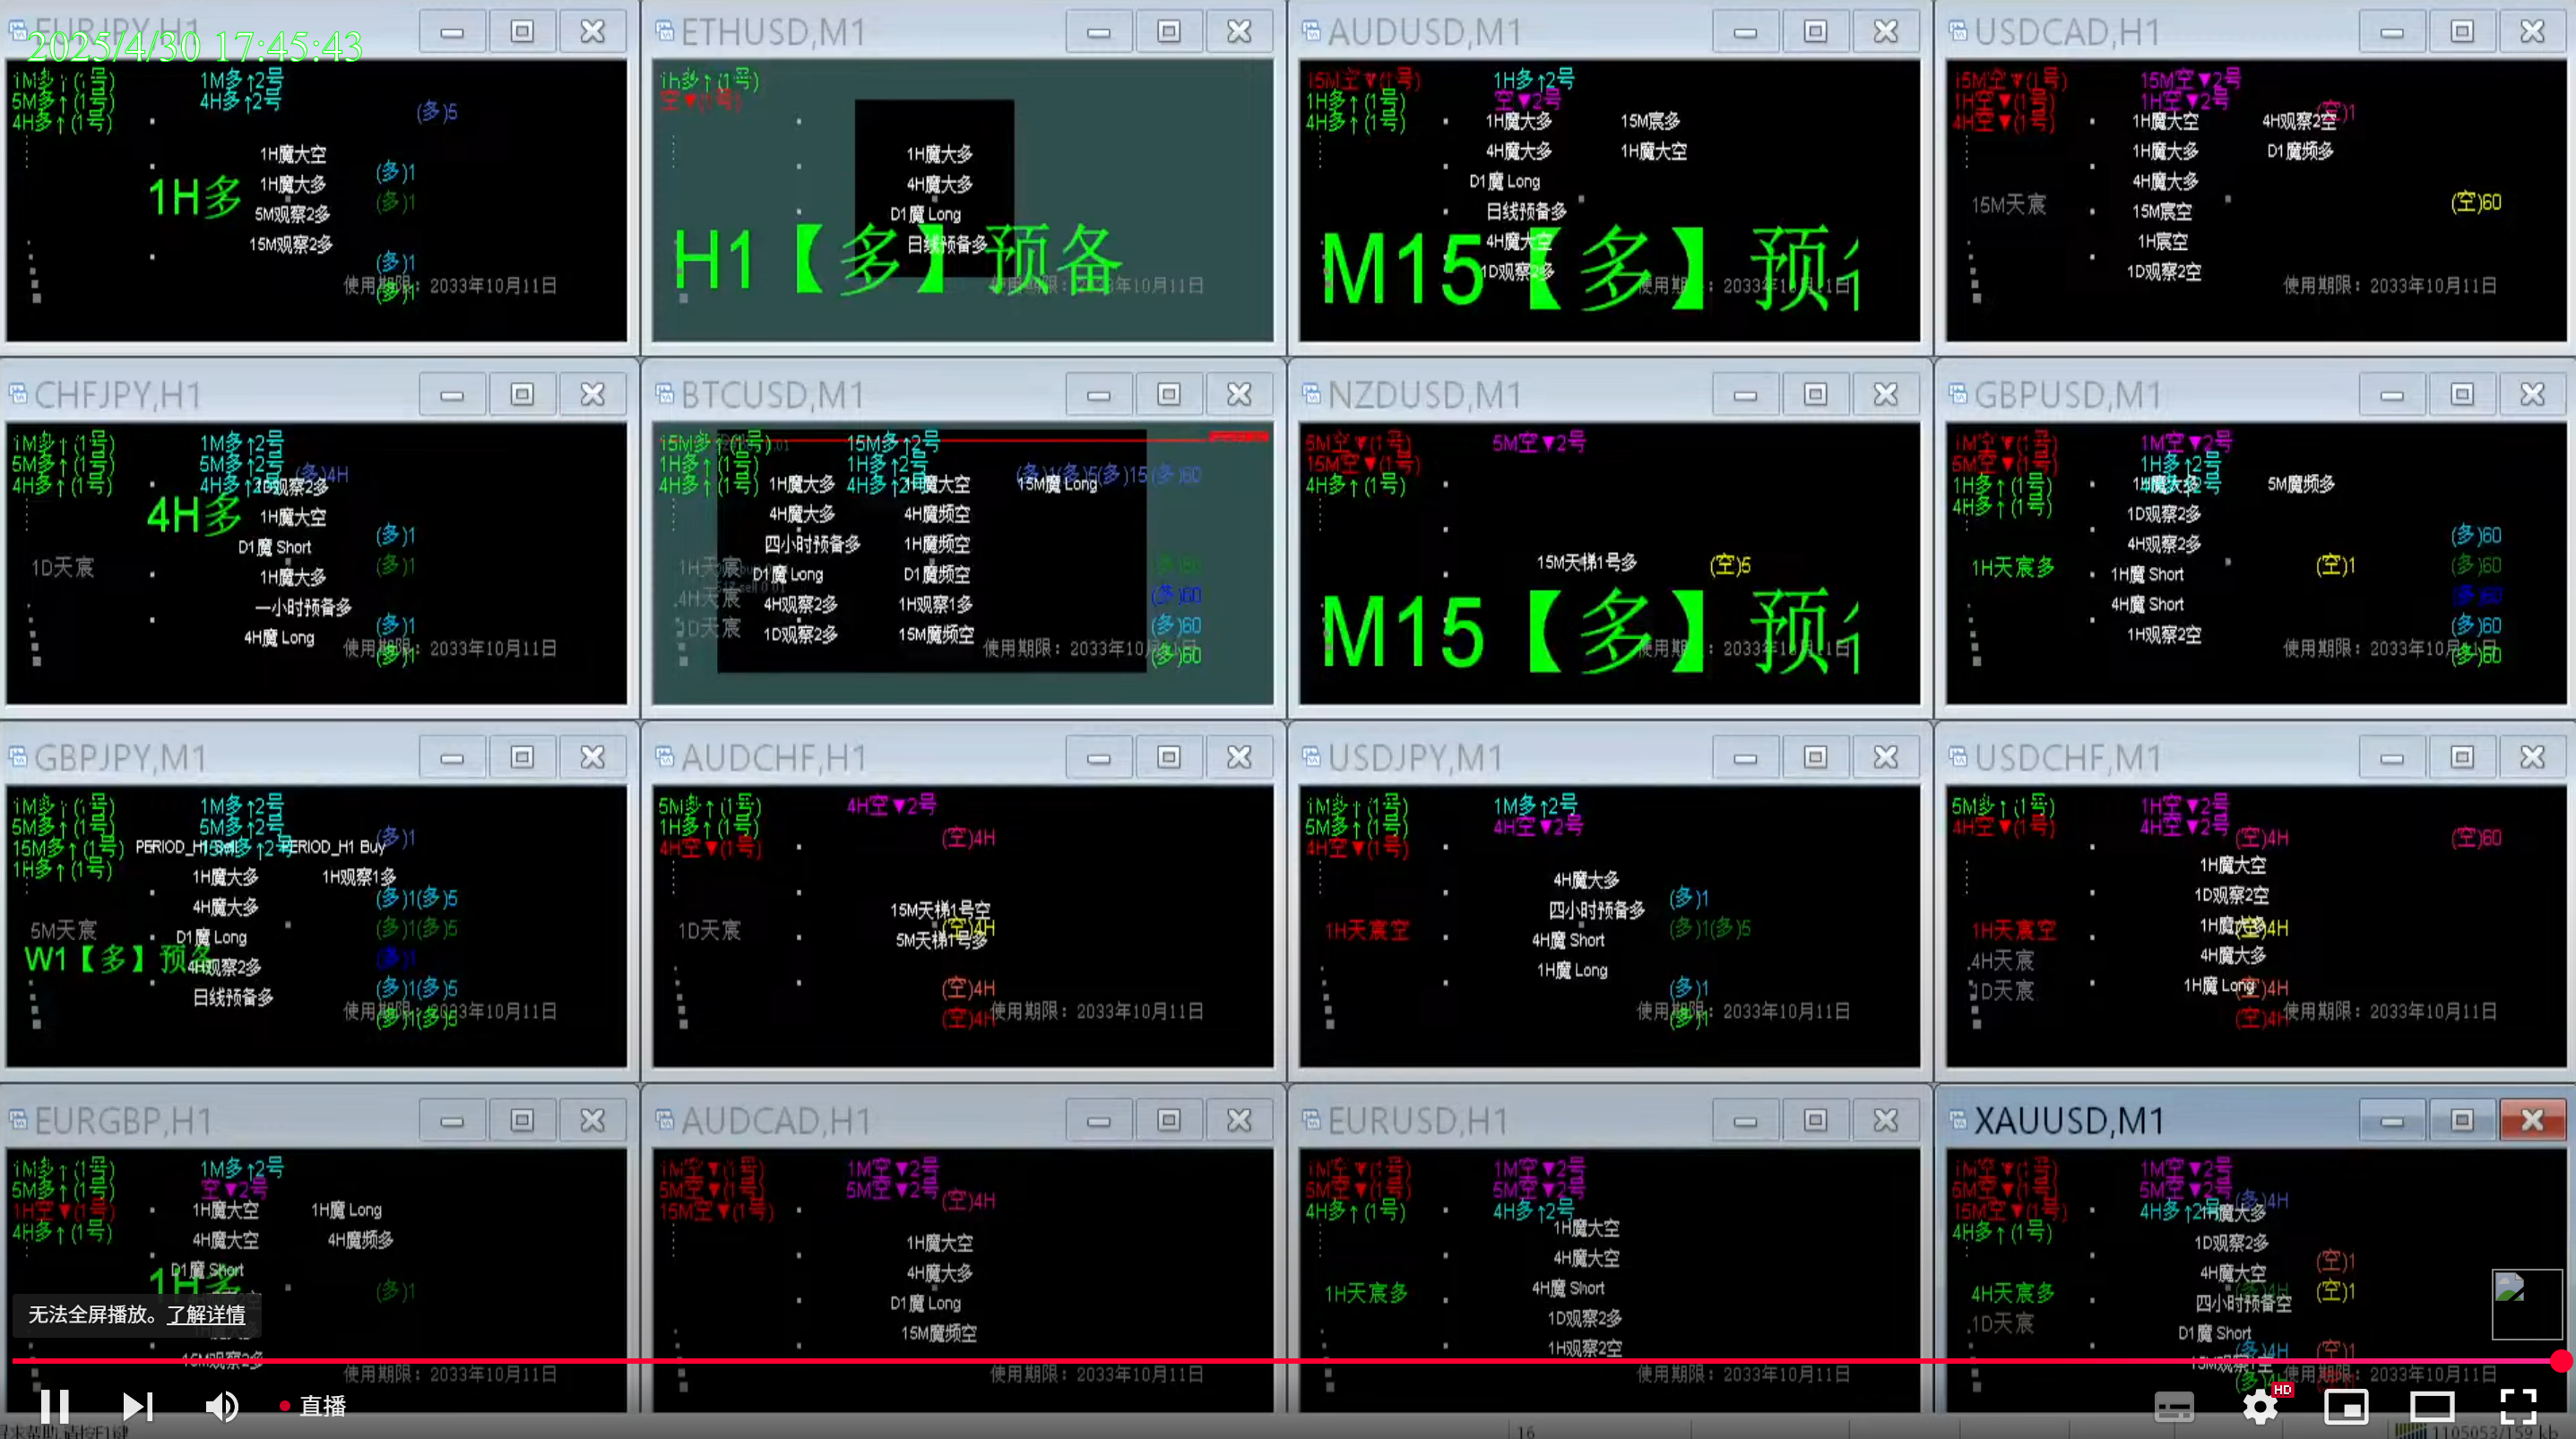 EURJPY,H1
2025/4/30 17:45:43
1M多↑(1号) 1M多↑2号
5M多↑(1号) 4H多↑2号
4H多↑(1号)
(多)5
1H魔大空
1H多
1H魔大多
5M观察2多
15M观察2多
(多)1
(多)1
(多)1
(多)1
使用期限：2033年10月11日
ETHUSD,M1
1H多↑(1号)
空▼(1号)
1H魔大多
4H魔大多
D1魔 Long
日线预备多
H1【多】预备
2033年10月11日
AUDUSD,M1
15M空▼(1号) 1H多↑2号
1H多↑(1号) 空▼2号
4H多↑(1号)
1H魔大多 15M宸多
4H魔大多 1H魔大空
D1魔 Long
日线预备多
4H魔大空
1D观察2多
M15【多】预
2033年10月11日
USDCAD,H1
15M空▼(1号) 15M空▼2号
1H空▼(1号) 1H空▼2号
4H空▼(1号)
(空)1
1H魔大空 4H观察2空
1H魔大多 D1魔频多
4H魔大多
15M天宸
15M宸空
(空)60
1H宸空
1D观察2空
使用期限：2033年10月11日
CHFJPY,H1
1M多↑(1号) 1M多↑2号
5M多↑(1号) 5M多↑2号
4H多↑(1号) 4H多↑2号
(多)4H
1D观察2多
4H多
1H魔大空
D1魔 Short
1D天宸
1H魔大多
一小时预备多
4H魔 Long
(多)1
(多)1
(多)1
(多)1
使用期限：2033年10月11日
BTCUSD,M1
15M多↑(1号) 15M多↑2号
1H多↑(1号) 1H多↑2号
4H多↑(1号) 4H多↑2号
(多)1(多)5(多)15(多)60
1H魔大多 1H魔大空 15M魔 Long
4H魔大多 4H魔频空
四小时预备多 1H魔频空
D1魔 Long D1魔频空
4H观察2多 1H观察1多
1D观察2多 15M魔频空
1H天宸
4H天宸
1D天宸
(多)60
(多)60
(多)60
(多)60
使用期限：2033年10月11日
NZDUSD,M1
5M空▼(1号) 5M空▼2号
15M空▼(1号)
4H多↑(1号)
15M天梯1号多
(空)5
M15【多】预
2033年10月11日
GBPUSD,M1
1M空▼(1号) 1M空▼2号
5M空▼(1号) 1H多↑2号
1H多↑(1号)
4H多↑(1号)
1H魔大多 5M魔频多
1D观察2多
4H观察2多
1H天宸多
1H魔 Short
4H魔 Short
1H观察2空
(空)1
(多)60
(多)60
(多)60
(多)60
(多)60
使用期限：2033年10月11日
GBPJPY,M1
1M多↑(1号) 1M多↑2号
5M多↑(1号) 5M多↑2号
15M多↑(1号) 15M多↑2号
1H多↑(1号)
PERIOD_H1 PERIOD_H1 Buy
(多)1
1H魔大多 1H观察1多
4H魔大多
5M天宸
D1魔 Long
W1【多】预备
4H观察2多
日线预备多
(多)1(多)5
(多)1(多)5
(多)1
(多)1(多)5
(多)1(多)5
使用期限：2033年10月11日
AUDCHF,H1
5M多↑(1号) 4H空▼2号
1H多↑(1号)
4H空▼(1号)
(空)4H
15M天梯1号空
1D天宸
(空)4H
5M天梯1号多
(空)4H
(空)4H
使用期限：2033年10月11日
USDJPY,M1
1M多↑(1号) 1M多↑2号
5M多↑(1号) 4H空▼2号
4H空▼(1号)
4H魔大多
四小时预备多
1H天宸空
4H魔 Short
1H魔 Long
(多)1
(多)1(多)5
(多)1
(多)1
使用期限：2033年10月11日
USDCHF,M1
5M多↑(1号) 1H空▼2号
4H空▼(1号) 4H空▼2号
(空)4H (空)60
1H魔大空
1D观察2空
1H魔大多
1H天宸空
(空)4H
4H魔大多
4H天宸
1D天宸
1H魔 Long
(空)4H
(空)4H
使用期限：2033年10月11日
EURGBP,H1
1M多↑(1号) 1M多↑2号
5M多↑(1号) 空▼2号
1H空▼(1号)
4H多↑(1号)
1H魔大空 1H魔 Long
4H魔大空 4H魔频多
D1魔 Short
1H多
(多)1
15M观察2多
使用期限：2033年10月11日
AUDCAD,H1
1M空▼(1号) 1M空▼2号
5M空▼(1号) 5M空▼2号
15M空▼(1号)
(空)4H
1H魔大空
4H魔大多
D1魔 Long
15M魔频空
使用期限：2033年10月11日
EURUSD,H1
1M空▼(1号) 1M空▼2号
5M空▼(1号) 5M空▼2号
4H多↑(1号) 4H多↑2号
1H魔大空
4H魔大空
1H天宸多
4H魔 Short
1D观察2多
1H观察2空
使用期限：2033年10月11日
XAUUSD,M1
1M空▼(1号) 1M空▼2号
5M空▼(1号) 5M空▼2号
15M空▼(1号) 4H多↑2号
4H多↑(1号)
(多)4H
1H魔大多
1D观察2多
4H魔大空
4H天宸多
四小时预备空
1D天宸
D1魔 Short
(空)1
(空)1
(多)4H
(空)1
使用期限：2033年10月11日
无法全屏播放。了解详情
直播
HD
16
1105053/159 kb